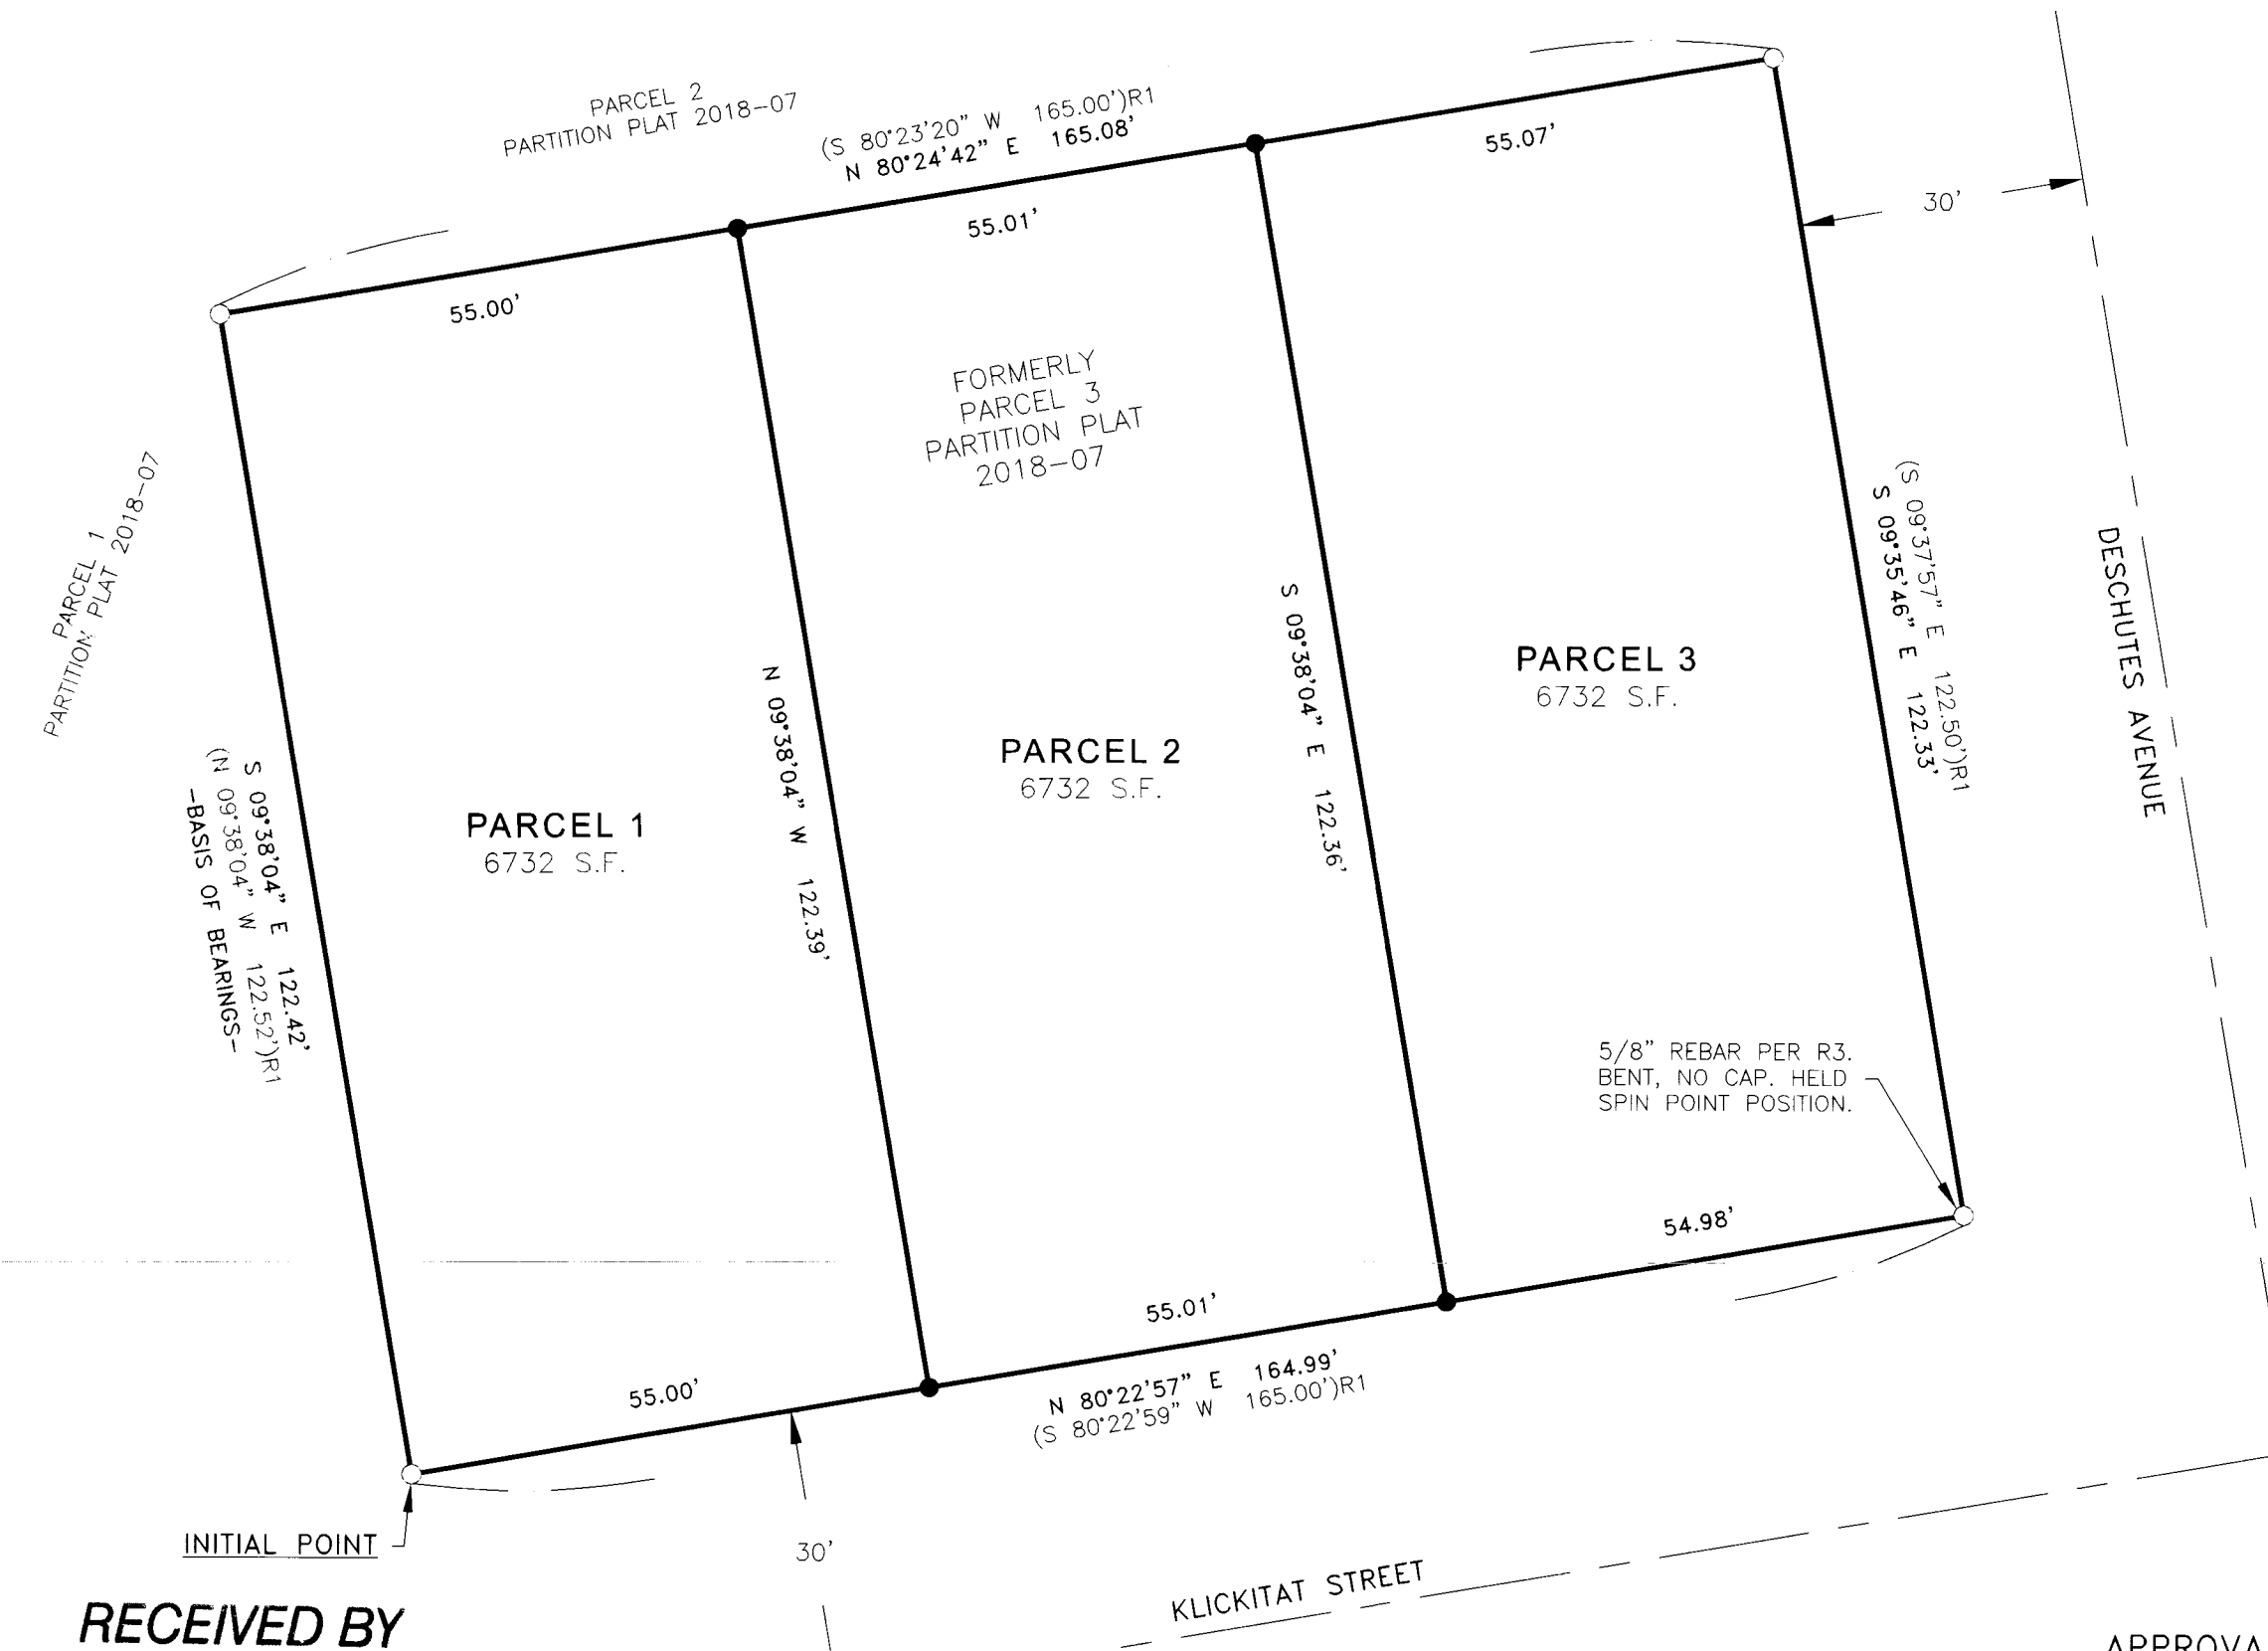 PARCEL 2
PARTITION PLAT 2018-07
(S 80°23'20" W 165.00')R1
N 80°24'42" E 165.08'
55.07'
30'
55.01'
55.00'
FORMERLY
PARCEL 3
PARTITION PLAT
2018-07
PARCEL 1
PARTITION PLAT 2018-07
(S 09°37'57" E 122.50')R1
S 09°35'46" E 122.33'
DESCHUTES AVENUE
S 09°38'04" E 122.36'
N 09°38'04" W 122.39'
PARCEL 3
6732 S.F.
PARCEL 2
6732 S.F.
PARCEL 1
6732 S.F.
S 09°38'04" E 122.42'
(N 09°38'04" W 122.52')R1
-BASIS OF BEARINGS-
5/8" REBAR PER R3.
BENT, NO CAP. HELD
SPIN POINT POSITION.
54.98'
55.01'
55.00'
N 80°22'57" E 164.99'
(S 80°22'59" W 165.00')R1
INITIAL POINT
30'
KLICKITAT STREET
RECEIVED BY